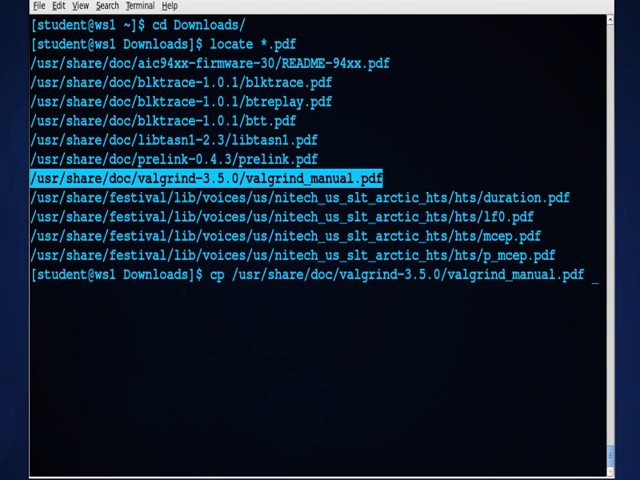 File Edit View Search Terminal Help
[student@ws1 ~]$ cd Downloads/
[student@ws1 Downloads]$ locate *.pdf
/usr/share/doc/aic94xx-firmware-30/README-94xx.pdf
/usr/share/doc/blktrace-1.0.1/blktrace.pdf
/usr/share/doc/blktrace-1.0.1/btreplay.pdf
/usr/share/doc/blktrace-1.0.1/btt.pdf
/usr/share/doc/libtasn1-2.3/libtasn1.pdf
/usr/share/doc/prelink-0.4.3/prelink.pdf
/usr/share/doc/valgrind-3.5.0/valgrind_manual.pdf
/usr/share/festival/lib/voices/us/nitech_us_slt_arctic_hts/hts/duration.pdf
/usr/share/festival/lib/voices/us/nitech_us_slt_arctic_hts/hts/lf0.pdf
/usr/share/festival/lib/voices/us/nitech_us_slt_arctic_hts/hts/mcep.pdf
/usr/share/festival/lib/voices/us/nitech_us_slt_arctic_hts/hts/p_mcep.pdf
[student@ws1 Downloads]$ cp /usr/share/doc/valgrind-3.5.0/valgrind_manual.pdf _